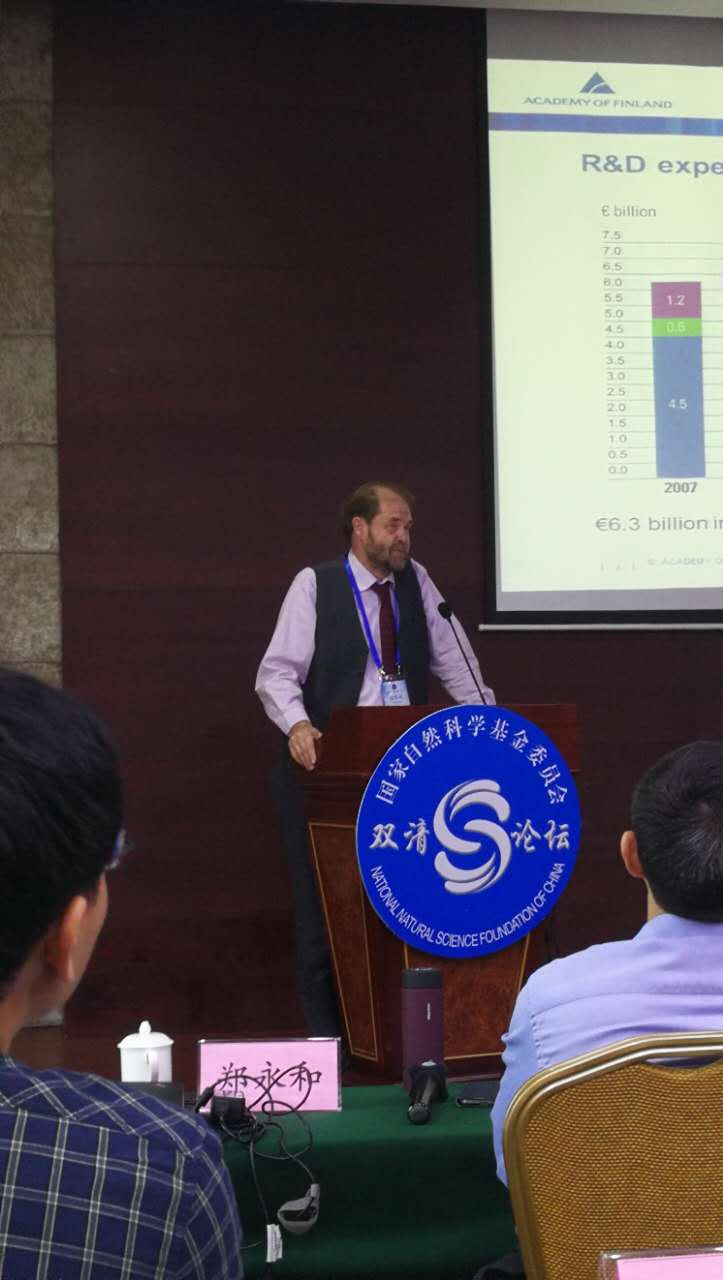 ACADEMY OF FINLAND
R&D expe
€ billion
7.5
7.0
6.5
6.0
5.5
5.0
4.5
4.0
3.5
3.0
2.5
2.0
1.5
1.0
0.5
0.0
1.2
0.6
4.5
2007
€6.3 billion in
© ACADEMY O
国家自然科学基金委员会
双清论坛
NATIONAL NATURAL SCIENCE FOUNDATION OF CHINA
郑永和